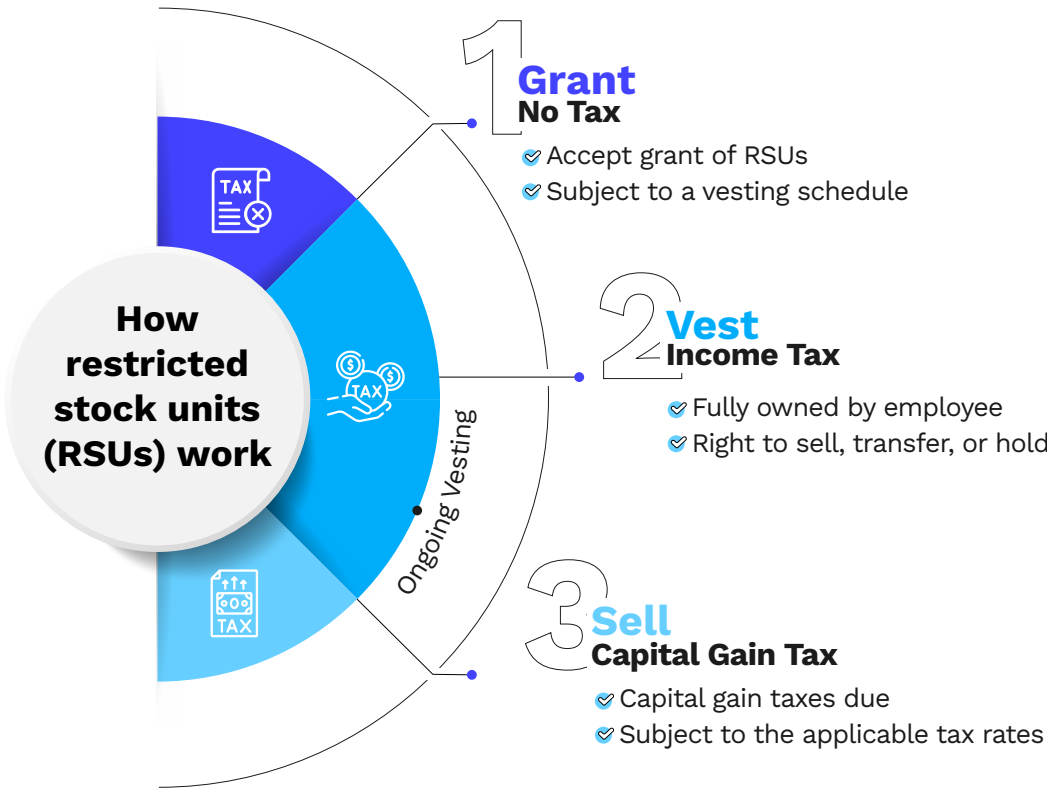 How
restricted
stock units
(RSUs) work
TAX
1
Grant
No Tax
Accept grant of RSUs
Subject to a vesting schedule
$ $
TAX
2
Vest
Income Tax
Fully owned by employee
Right to sell, transfer, or hold
Ongoing Vesting
TAX
3
Sell
Capital Gain Tax
Capital gain taxes due
Subject to the applicable tax rates